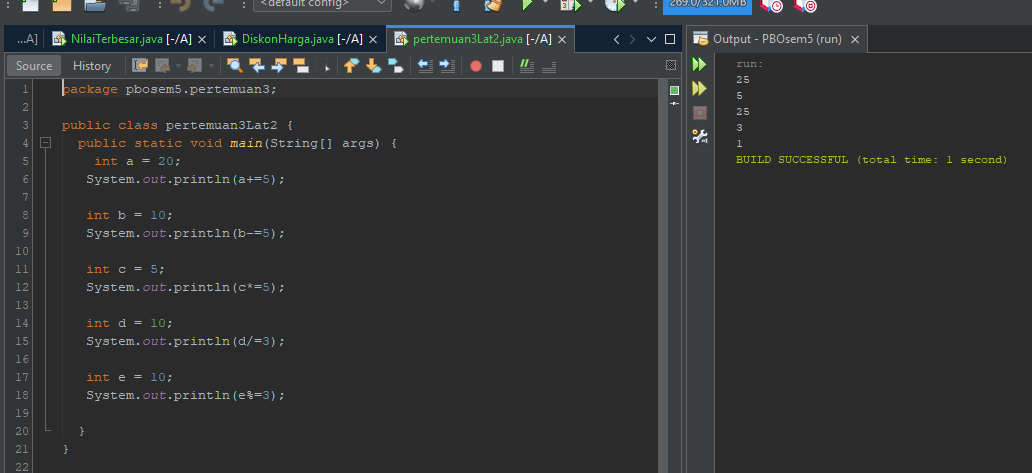 <default config>
269.0/321.0MB
...A]
NilaiTerbesar.java [-/A]
DiskonHarga.java [-/A]
pertemuan3Lat2.java [-/A]
Output - PBOsem5 (run)
Source
History
1 package pbosem5.pertemuan3;
2
3 public class pertemuan3Lat2 {
4 public static void main(String[] args) {
5 int a = 20;
6 System.out.println(a+=5);
7
8 int b = 10;
9 System.out.println(b-=5);
10
11 int c = 5;
12 System.out.println(c*=5);
13
14 int d = 10;
15 System.out.println(d/=3);
16
17 int e = 10;
18 System.out.println(e%=3);
19
20 }
21 }
22
run:
25
5
25
3
1
BUILD SUCCESSFUL (total time: 1 second)